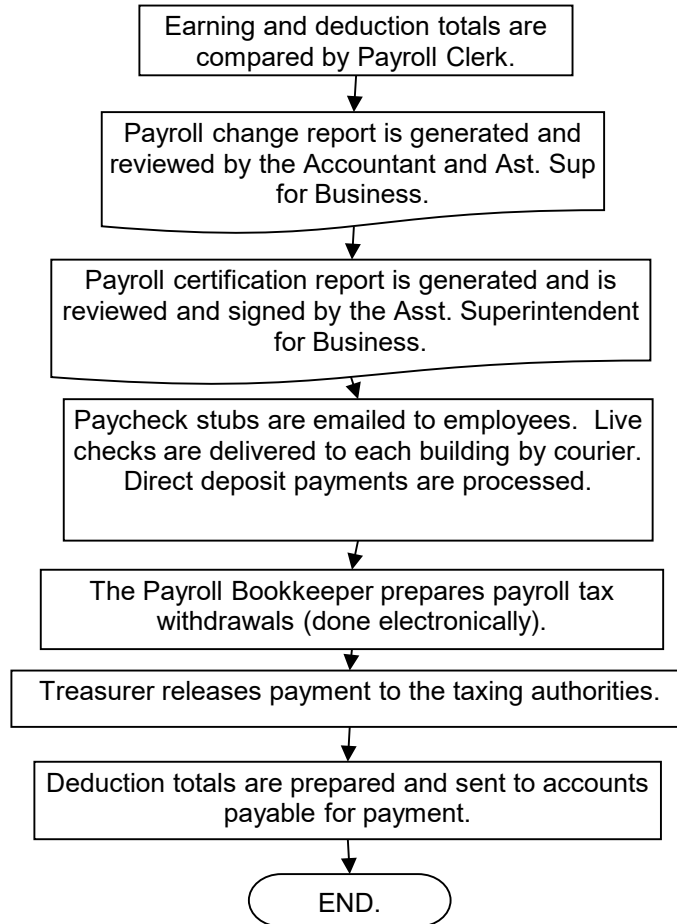 Earning and deduction totals are
compared by Payroll Clerk.
Payroll change report is generated and
reviewed by the Accountant and Ast. Sup
for Business.
Payroll certification report is generated and is
reviewed and signed by the Asst. Superintendent
for Business.
Paycheck stubs are emailed to employees.  Live
checks are delivered to each building by courier.
Direct deposit payments are processed.
The Payroll Bookkeeper prepares payroll tax
withdrawals (done electronically).
Treasurer releases payment to the taxing authorities.
Deduction totals are prepared and sent to accounts
payable for payment.
END.